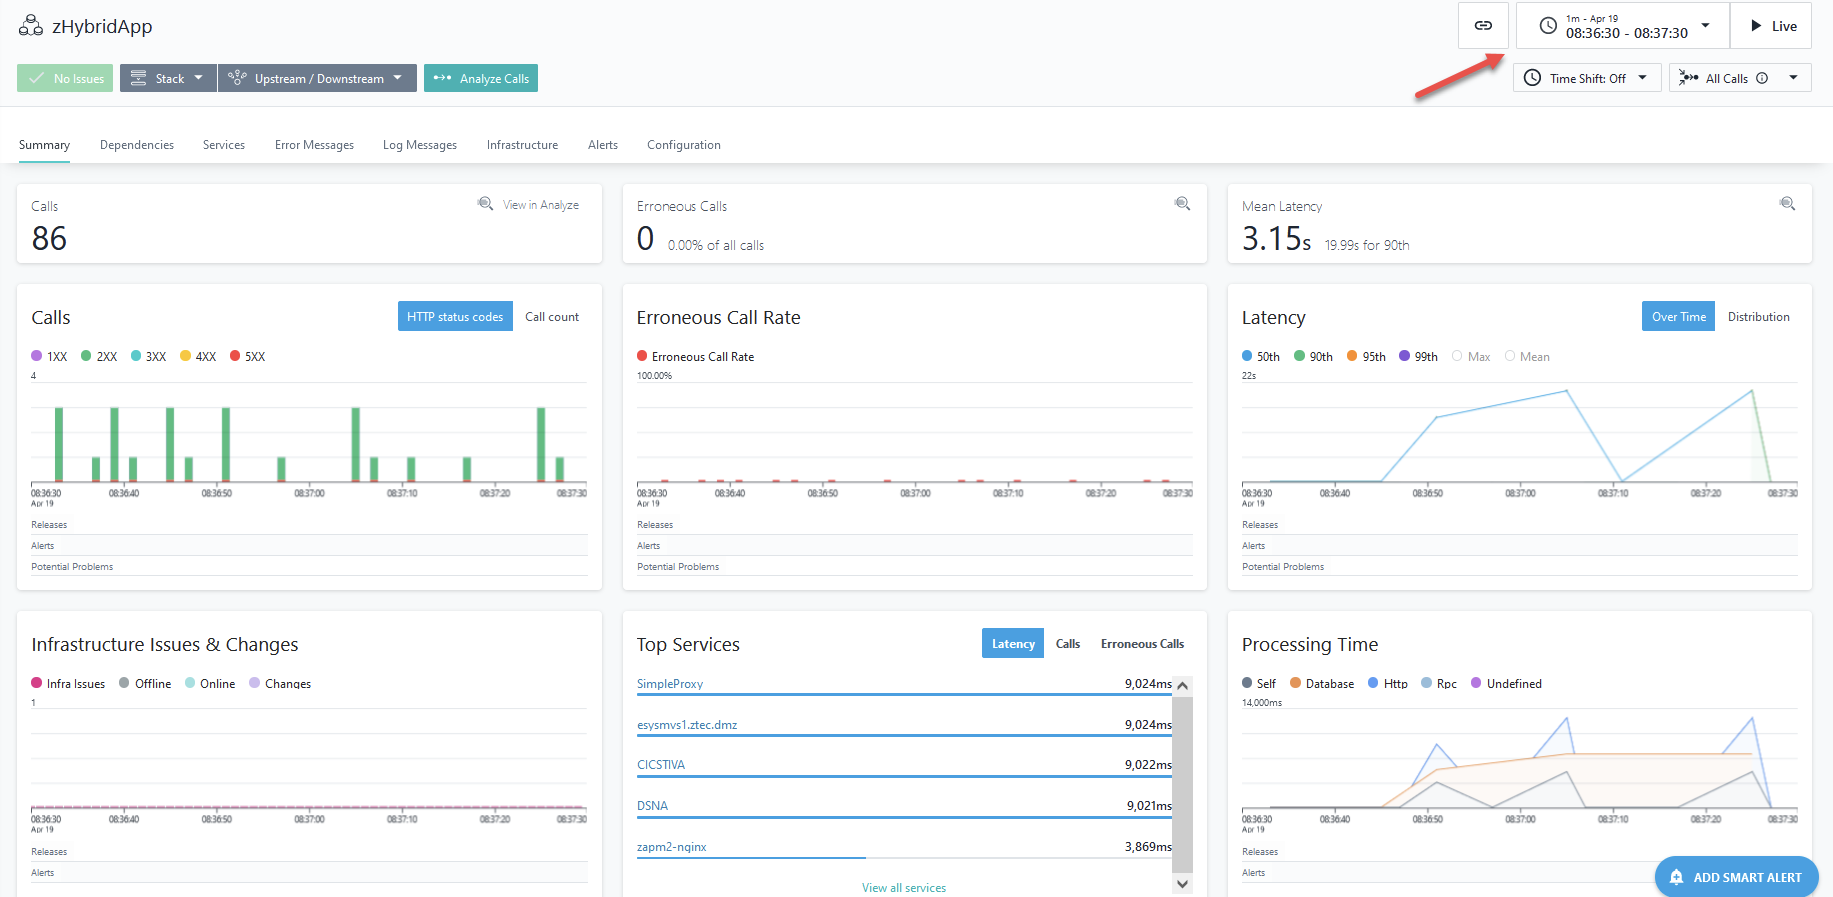 zHybridApp
1m - Apr 19
08:36:30 - 08:37:30
Live
No Issues
Stack
Upstream / Downstream
Analyze Calls
Time Shift: Off
All Calls
Summary
Dependencies
Services
Error Messages
Log Messages
Infrastructure
Alerts
Configuration
Calls
View in Analyze
86
Erroneous Calls
0 0.00% of all calls
Mean Latency
3.15s 19.99s for 90th
Calls
HTTP status codes
Call count
1XX 2XX 3XX 4XX 5XX
4
08:36:30 08:36:40 08:36:50 08:37:00 08:37:10 08:37:20 08:37:30
Apr 19
Releases
Alerts
Potential Problems
Erroneous Call Rate
Erroneous Call Rate
100.00%
08:36:30 08:36:40 08:36:50 08:37:00 08:37:10 08:37:20 08:37:30
Apr 19
Releases
Alerts
Potential Problems
Latency
Over Time
Distribution
50th 90th 95th 99th Max Mean
22s
08:36:30 08:36:40 08:36:50 08:37:00 08:37:10 08:37:20 08:37:30
Apr 19
Releases
Alerts
Potential Problems
Infrastructure Issues & Changes
Infra Issues Offline Online Changes
1
08:36:30 08:36:40 08:36:50 08:37:00 08:37:10 08:37:20 08:37:30
Apr 19
Releases
Alerts
Top Services
Latency
Calls
Erroneous Calls
SimpleProxy 9,024ms
esysmvs1.ztec.dmz 9,024ms
CICSTIVA 9,022ms
DSNA 9,021ms
zapm2-nginx 3,869ms
View all services
Processing Time
Self Database Http Rpc Undefined
14,000ms
08:36:30 08:36:40 08:36:50 08:37:00 08:37:10 08:37:20 08:37:30
Apr 19
Releases
Alerts
ADD SMART ALERT